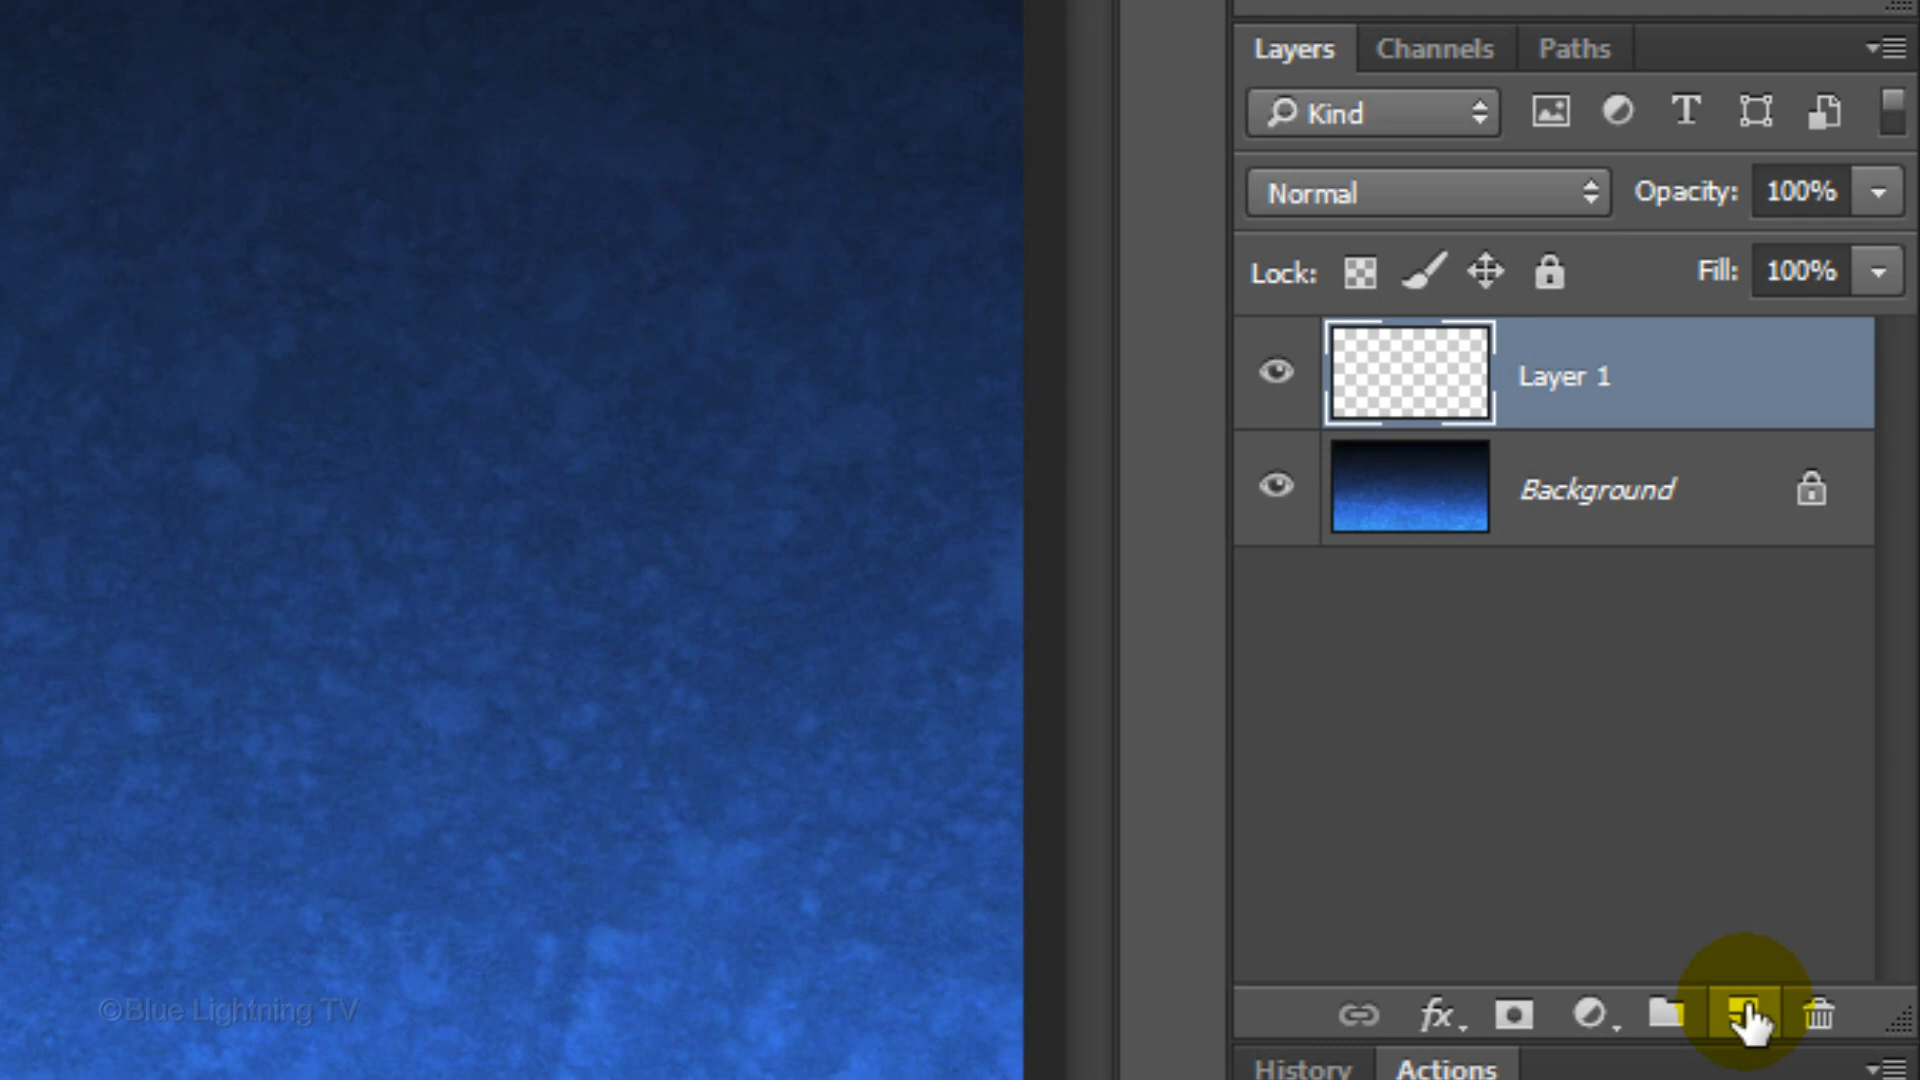 Layers Channels Paths
Kind T
Normal Opacity: 100%
Lock: Fill: 100%
Layer 1
Background
©Blue Lightning TV
fx
History Actions